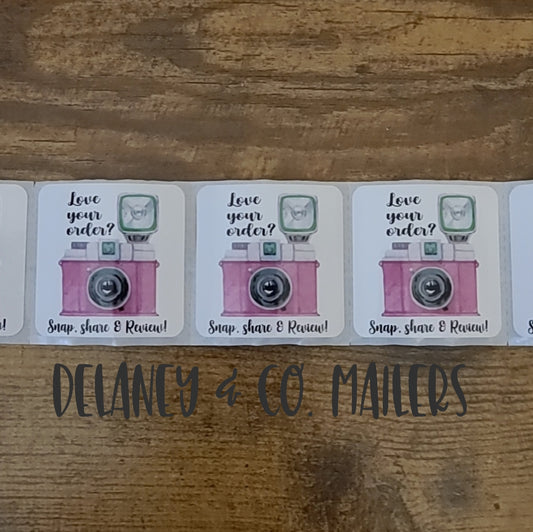 Love
your
order?
Snap, share & Review!
Love
your
order?
Snap, share & Review!
Love
your
order?
Snap, share & Review!
DELANEY & CO. MAILERS